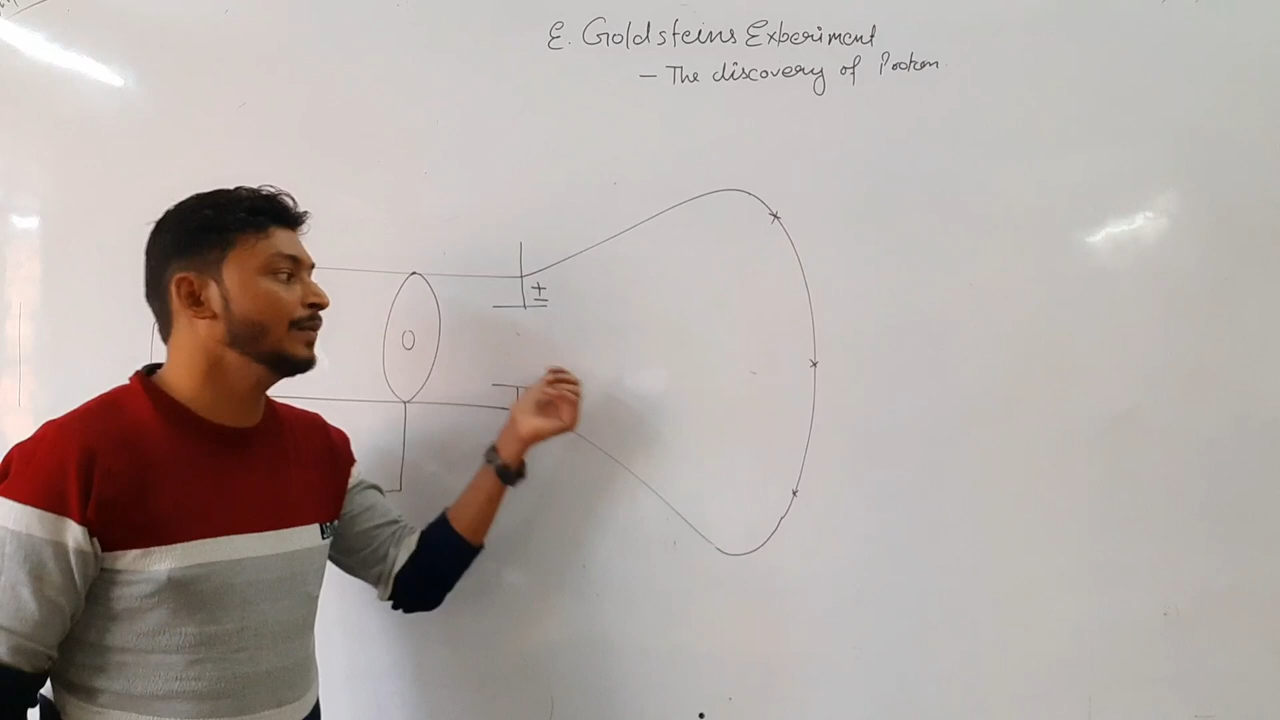 E. Goldsteins Experiment
— The discovery of Proton
+
O